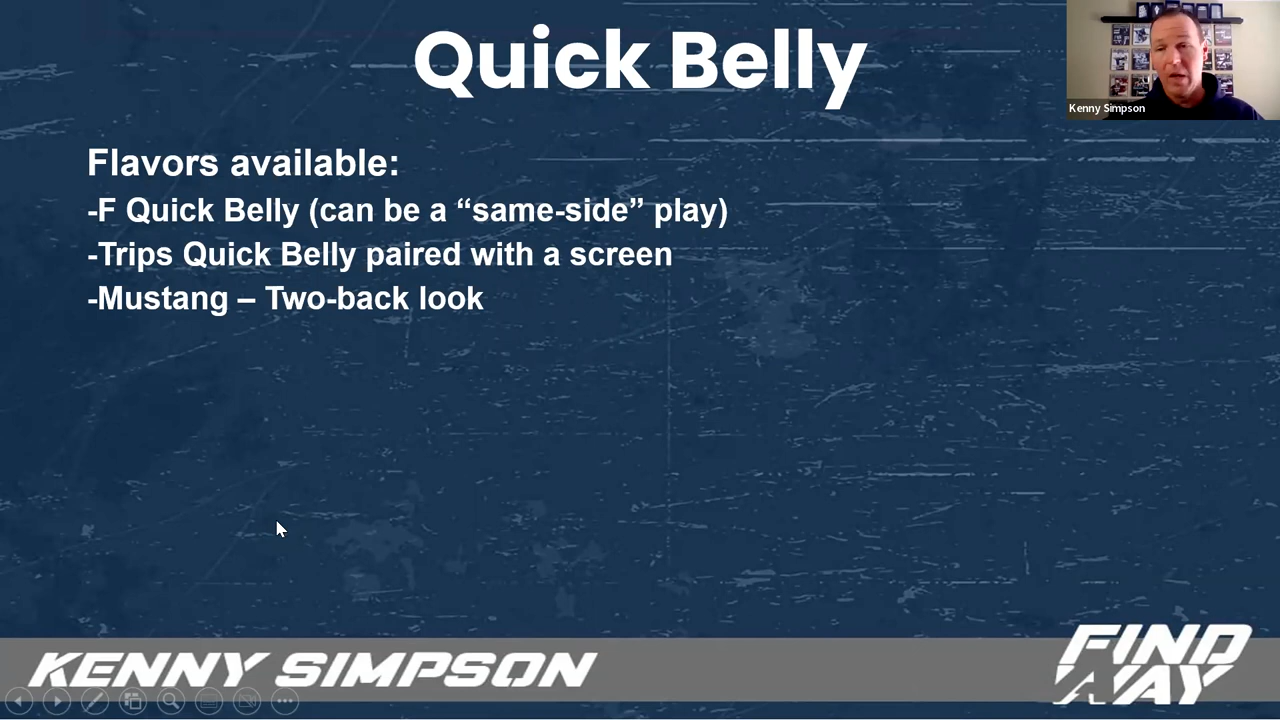 Quick Belly
Kenny Simpson
Flavors available:
-F Quick Belly (can be a “same-side” play)
-Trips Quick Belly paired with a screen
-Mustang – Two-back look
KENNY SIMPSON
FIND
A WAY